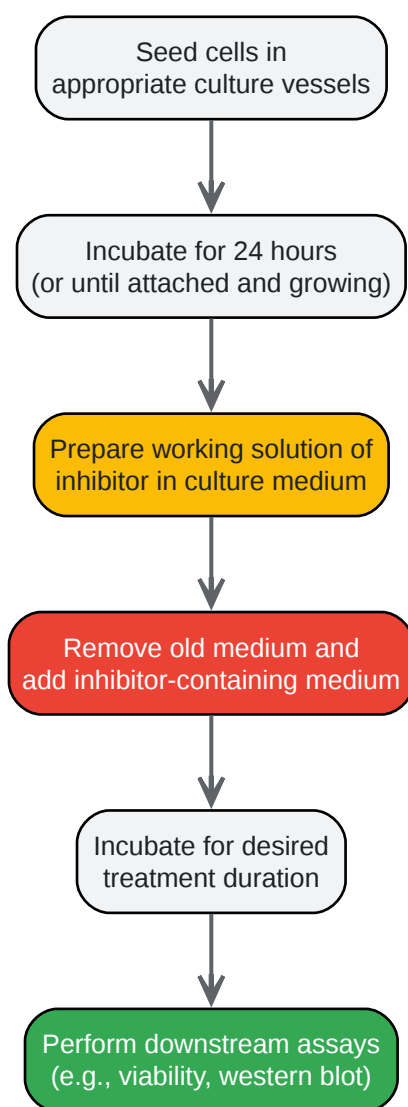 Seed cells in
appropriate culture vessels
Incubate for 24 hours
(or until attached and growing)
Prepare working solution of
inhibitor in culture medium
Remove old medium and
add inhibitor-containing medium
Incubate for desired
treatment duration
Perform downstream assays
(e.g., viability, western blot)